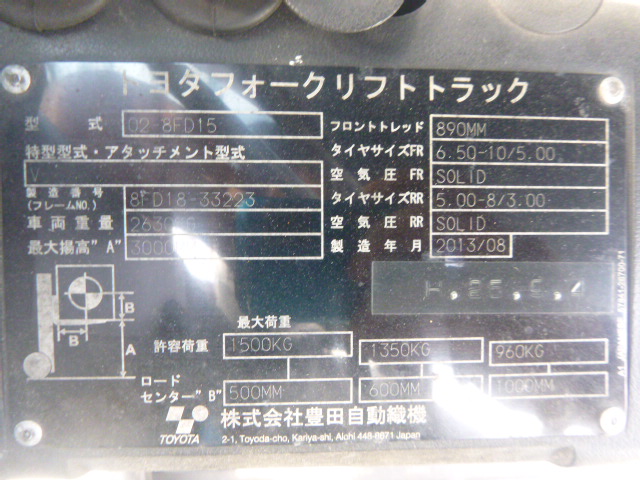 トヨタフォークリフトトラック
型式 02-8FD15 フロントトレッド 890MM
特型型式・アタッチメント型式 タイヤサイズFR 6.50-10/5.00
V 空気圧 FR SOLID
製造番号 (フレームNO.) 8FD18-33223 タイヤサイズRR 5.00-8/3.00
車両重量 空気圧 RR SOLID
最大揚高"A" 製造年月 2013/08
最大荷重
許容荷重 1500KG 1350KG 960KG
ロードセンター"B" 500MM 600MM 1000MM
B
B
A
TOYOTA 株式会社豊田自動織機
2-1, Toyoda-cho, Kariya-shi, Aichi 448-8671 Japan